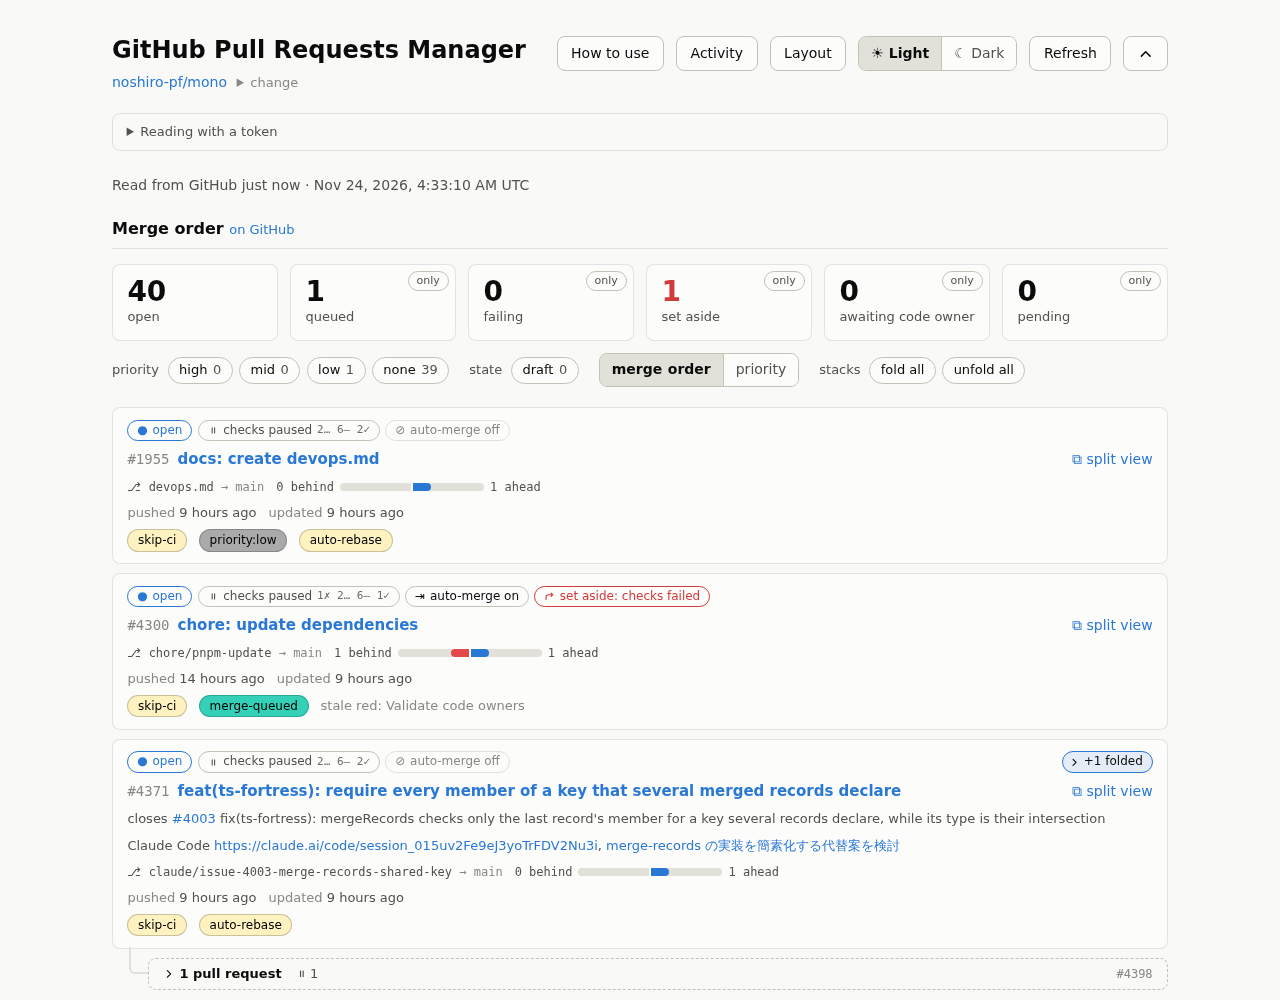 GitHub Pull Requests Manager
How to use Activity Layout ☀ Light ☾ Dark Refresh
noshiro-pf/mono ▶ change
▶ Reading with a token
Read from GitHub just now · Nov 24, 2026, 4:33:10 AM UTC
Merge order on GitHub
40 open
1 queued only
0 failing only
1 set aside only
0 awaiting code owner only
0 pending only
priority high 0 mid 0 low 1 none 39 state draft 0 merge order priority stacks fold all unfold all
open checks paused 2… 6– 2✓ ⊘ auto-merge off
#1955 docs: create devops.md ⧉ split view
⎇ devops.md → main 0 behind 1 ahead
pushed 9 hours ago updated 9 hours ago
skip-ci priority:low auto-rebase
open checks paused 1✗ 2… 6– 1✓ ⇥ auto-merge on set aside: checks failed
#4300 chore: update dependencies ⧉ split view
⎇ chore/pnpm-update → main 1 behind 1 ahead
pushed 14 hours ago updated 9 hours ago
skip-ci merge-queued stale red: Validate code owners
open checks paused 2… 6– 2✓ ⊘ auto-merge off +1 folded
#4371 feat(ts-fortress): require every member of a key that several merged records declare ⧉ split view
closes #4003 fix(ts-fortress): mergeRecords checks only the last record's member for a key several records declare, while its type is their intersection
Claude Code https://claude.ai/code/session_015uv2Fe9eJ3yoTrFDV2Nu3i, merge-records の実装を簡素化する代替案を検討
⎇ claude/issue-4003-merge-records-shared-key → main 0 behind 1 ahead
pushed 9 hours ago updated 9 hours ago
skip-ci auto-rebase
1 pull request 1 #4398